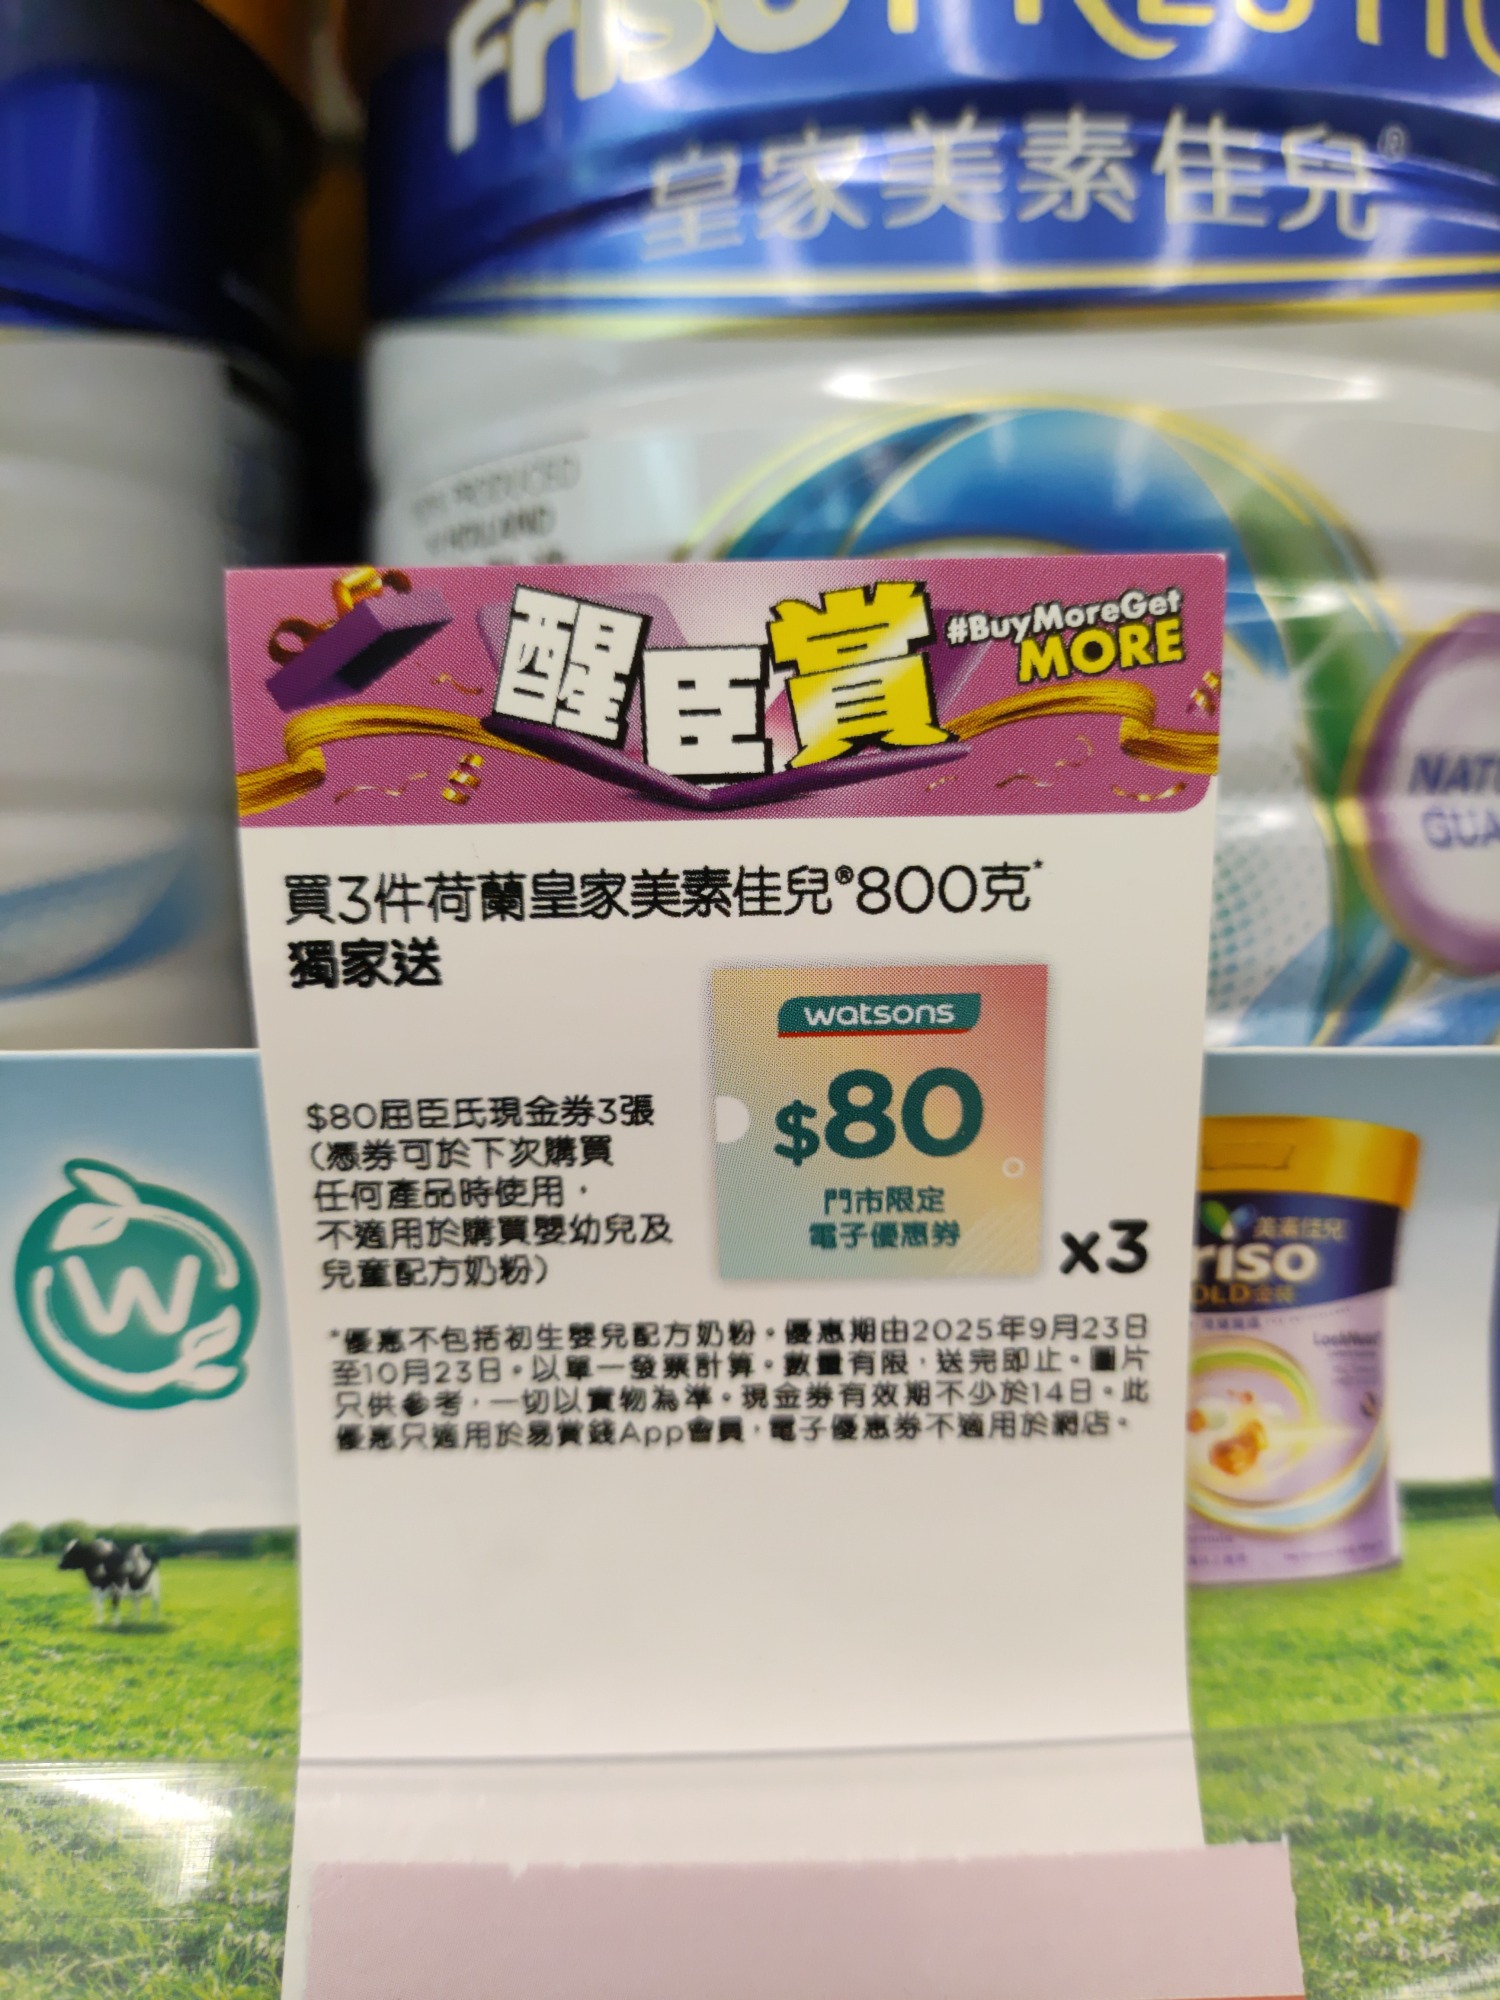 Friso
皇家美素佳兒®
HOLLAND
醒臣賞
#BuyMoreGet
MORE
買3件荷蘭皇家美素佳兒®800克*
獨家送
watsons
$80
門市限定
電子優惠券
x3
$80屈臣氏現金券3張
(憑券可於下次購買
任何產品時使用,
不適用於購買嬰幼兒及
兒童配方奶粉)
*優惠不包括初生嬰兒配方奶粉。優惠期由2025年9月23日
至10月23日。以單一發票計算。數量有限,送完即止。圖片
只供參考,一切以實物為準。現金券有效期不少於14日。此
優惠只適用於易賞錢App會員,電子優惠券不適用於網店。
W
美素佳兒